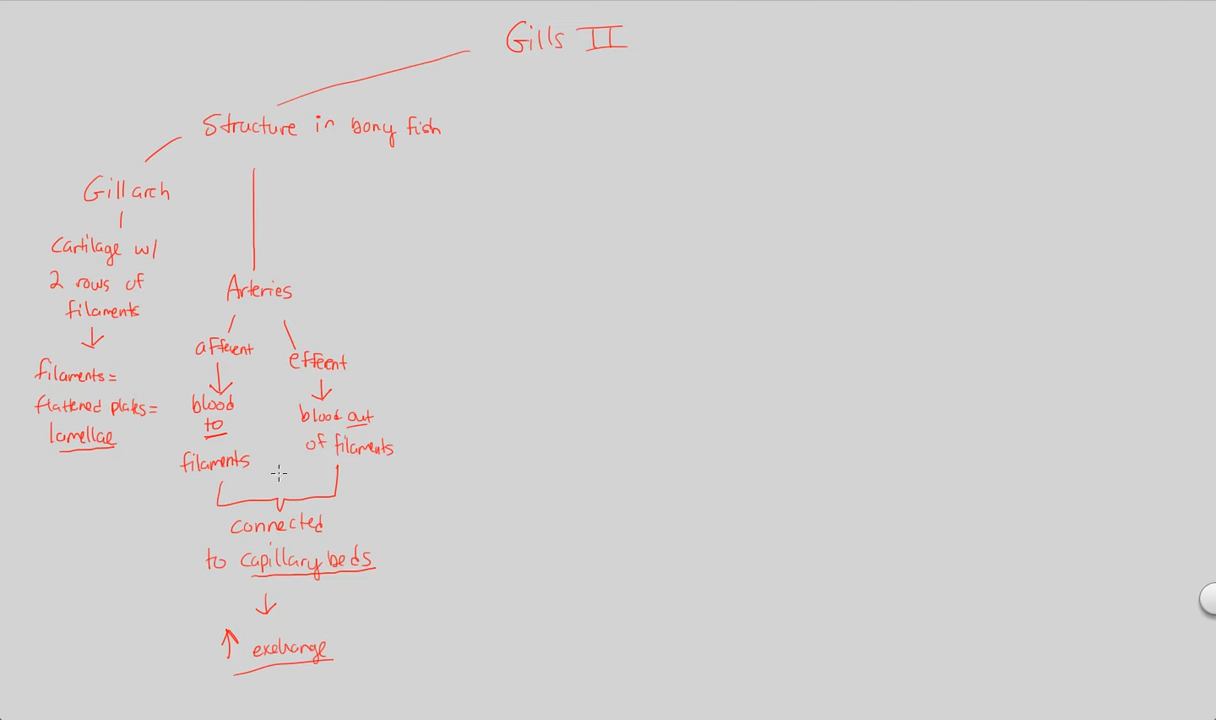 Gills II
Structure in bony fish
Gill arch
Cartilage w/
2 rows of
filaments
↓
filaments=
flattened plates=
lamellae
Arteries
afferent
↓
blood
to
filaments
efferent
↓
blood out
of filaments
connected
to capillary beds
↓
↑ exchange